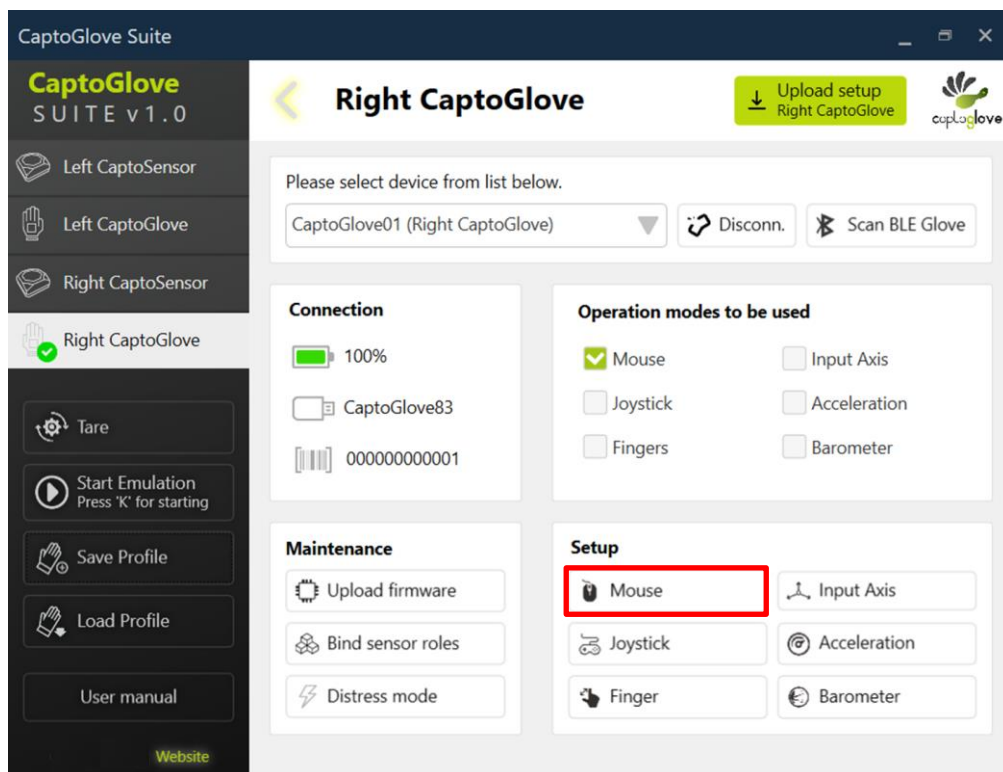 CaptoGlove Suite
CaptoGlove
SUITE v1.0
Left CaptoSensor
Left CaptoGlove
Right CaptoSensor
Right CaptoGlove
Tare
Start Emulation
Press 'K' for starting
Save Profile
Load Profile
User manual
Website
Right CaptoGlove
Upload setup
Right CaptoGlove
captoglove
Please select device from list below.
CaptoGlove01 (Right CaptoGlove)
Disconn.
Scan BLE Glove
Connection
100%
CaptoGlove83
000000000001
Operation modes to be used
Mouse
Input Axis
Joystick
Acceleration
Fingers
Barometer
Maintenance
Upload firmware
Bind sensor roles
Distress mode
Setup
Mouse
Input Axis
Joystick
Acceleration
Finger
Barometer